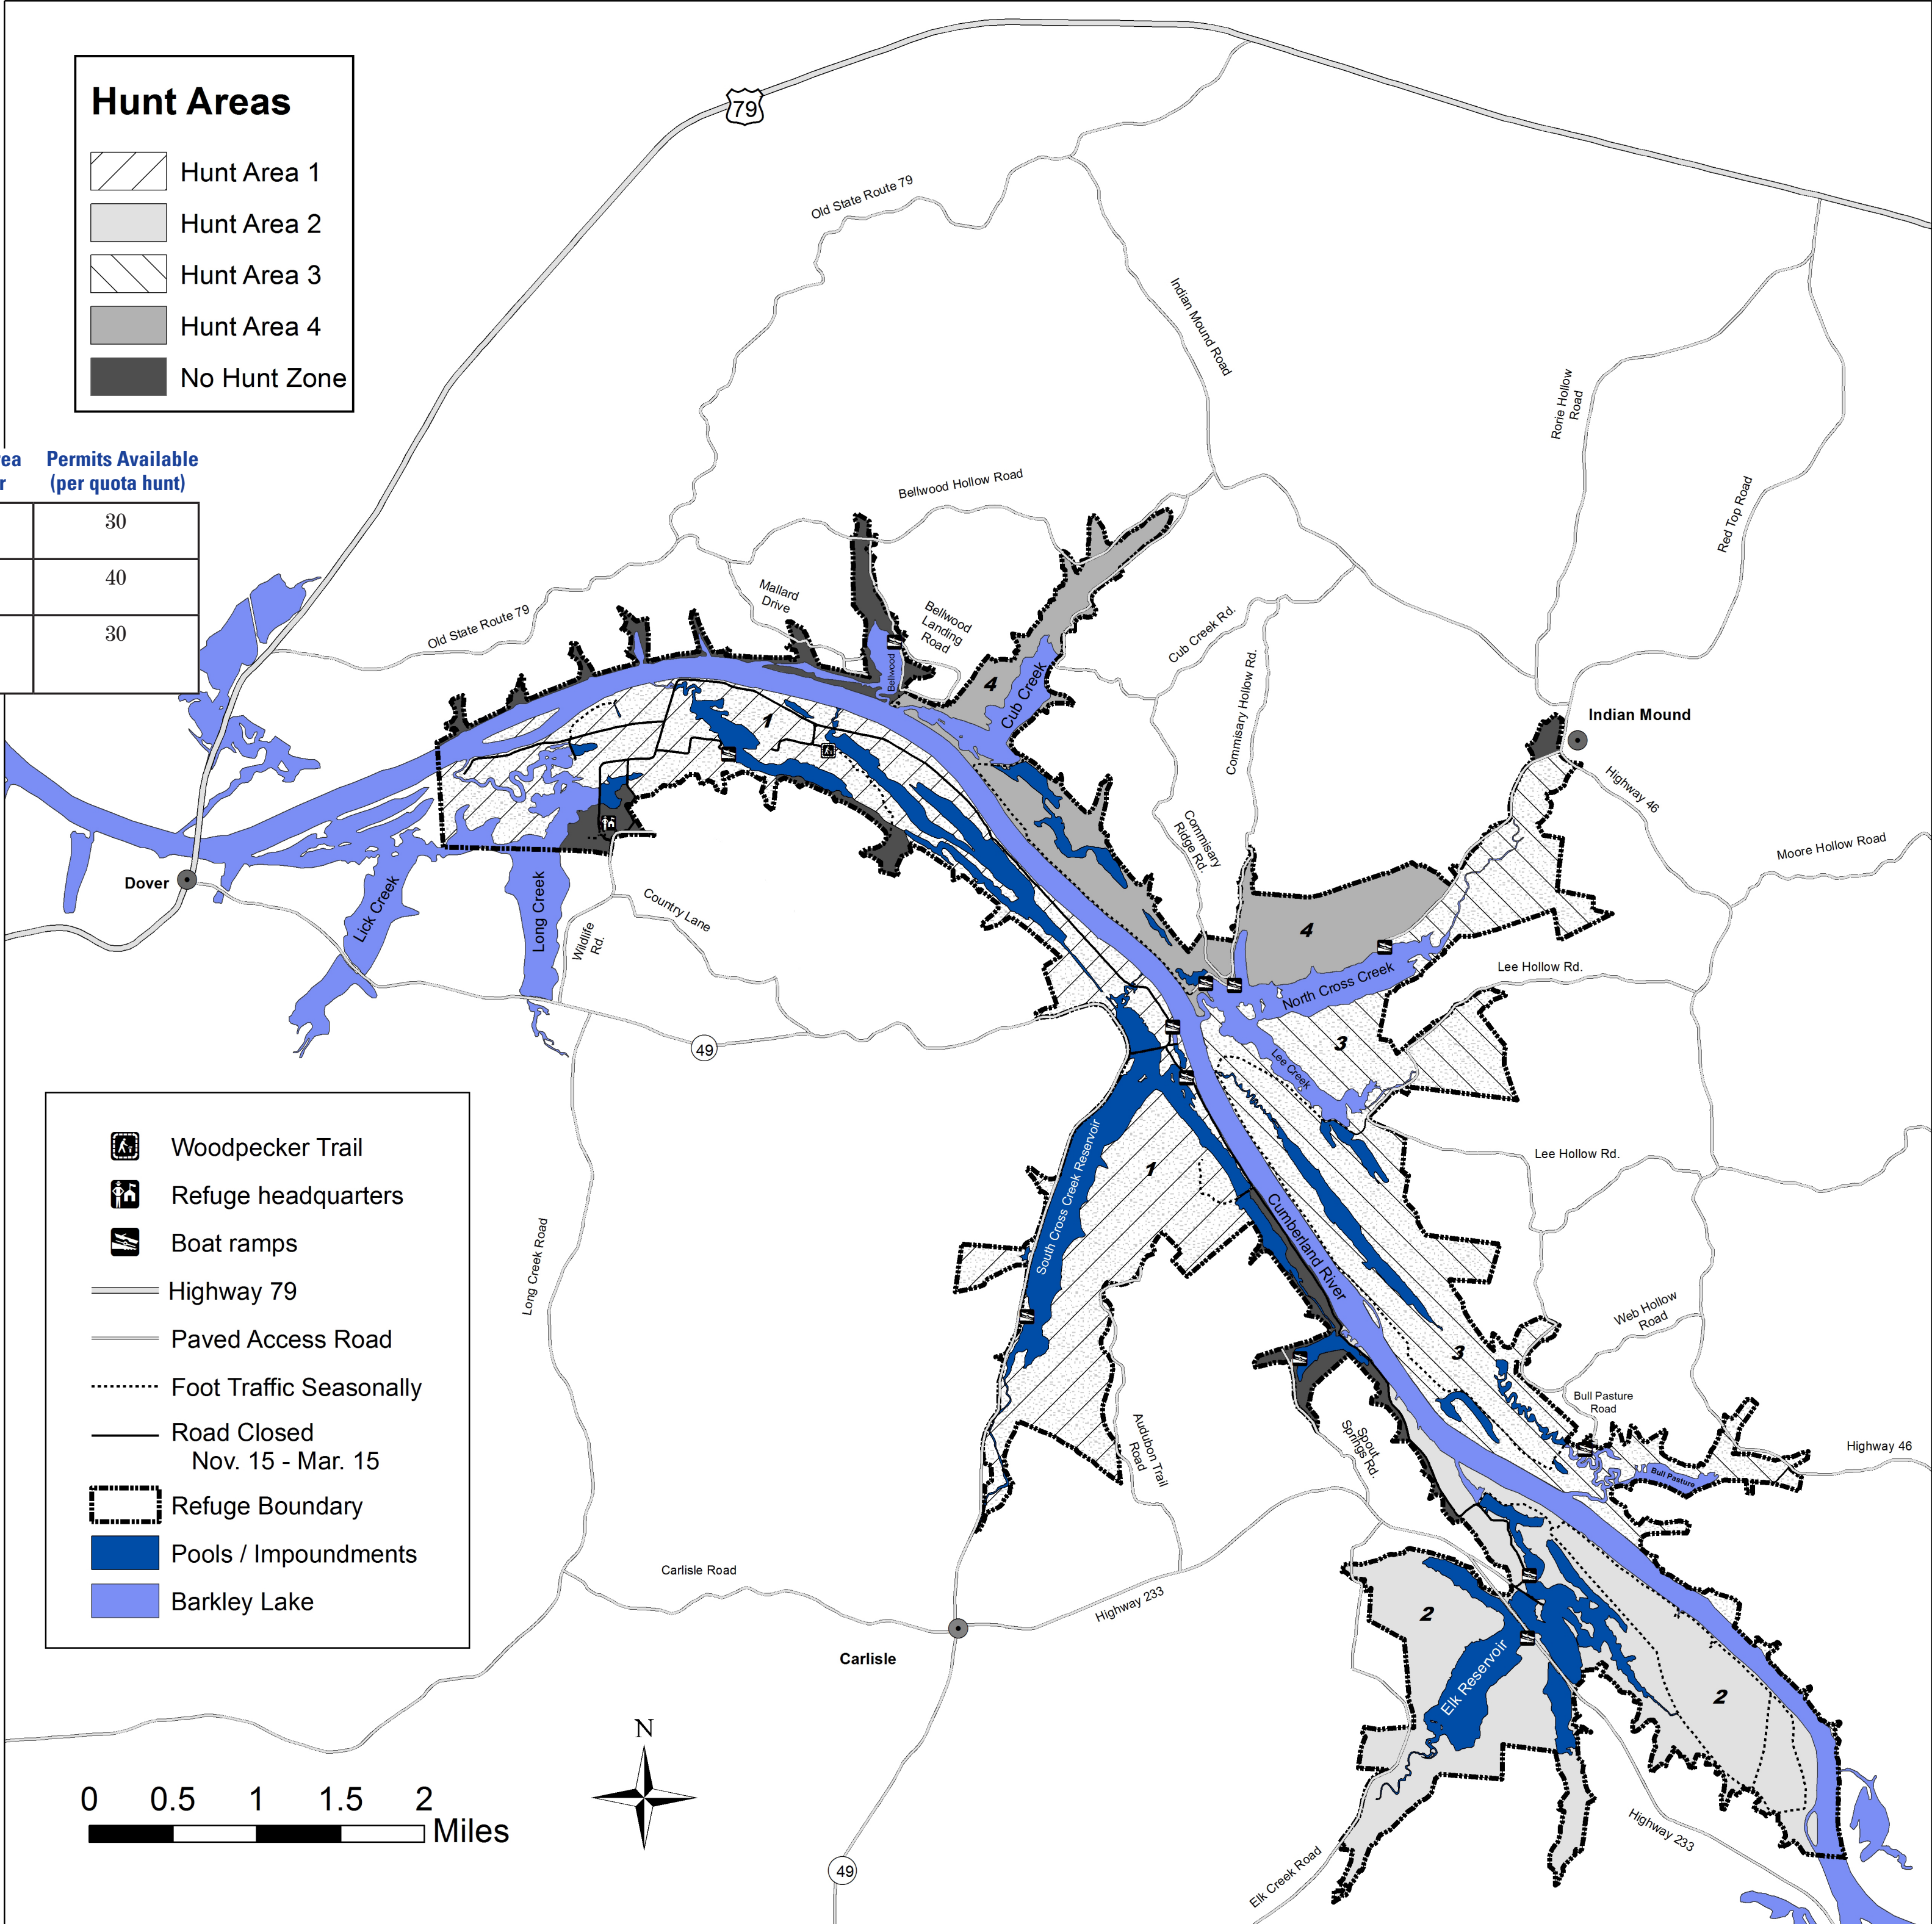 79
Hunt Areas
Hunt Area 1
Hunt Area 2
Hunt Area 3
Hunt Area 4
No Hunt Zone
Old State Route 79
Indian Mound Road
Rorie Hollow
Road
Red Top Road
ea
r
Permits Available
(per quota hunt)
30
40
30
Bellwood Hollow Road
Mallard
Drive
Bellwood
Landing
Road
Old State Route 79
Bellwood
4
Cub Creek
Cub Creek Rd.
Commisary Hollow Rd.
Indian Mound
1
Highway 46
Commisary
Ridge Rd.
Moore Hollow Road
Dover
Lick Creek
Long Creek
Country Lane
Wildlife
Rd.
4
North Cross Creek
Lee Hollow Rd.
49
3
Lee Creek
Woodpecker Trail
Refuge headquarters
Boat ramps
Highway 79
Paved Access Road
Foot Traffic Seasonally
Road Closed
Nov. 15 - Mar. 15
Refuge Boundary
Pools / Impoundments
Barkley Lake
1
South Cross Creek Reservoir
Lee Hollow Rd.
Cumberland River
Long Creek Road
Web Hollow
Road
3
Bull Pasture
Road
Audubon Trail
Road
Spout
Springs Rd.
Highway 46
Bull Pasture
Carlisle Road
Highway 233
Carlisle
2
Elk Reservoir
2
N
0 0.5 1 1.5 2
Miles
49
Elk Creek Road
Highway 233